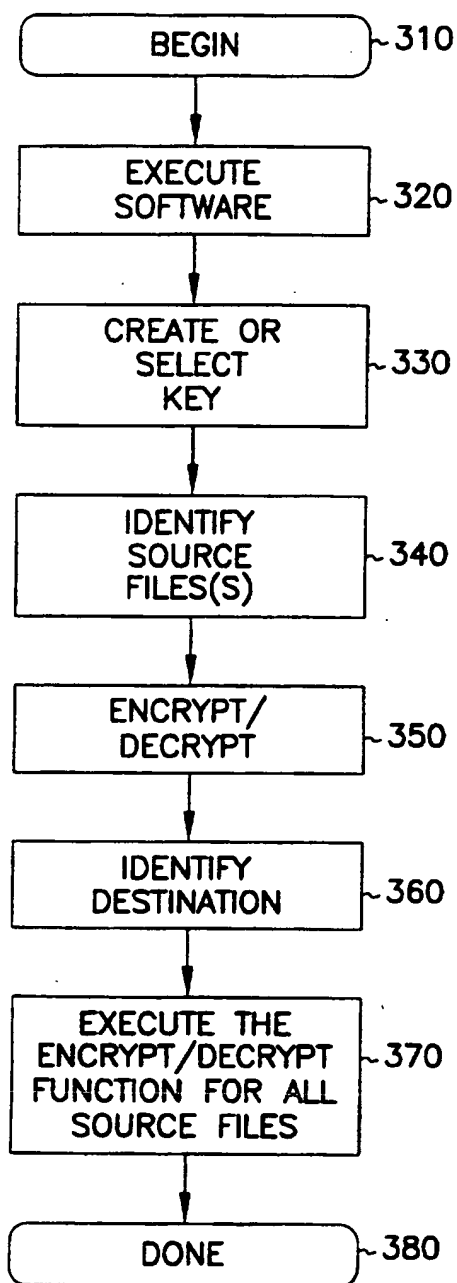 BEGIN
310
EXECUTE
SOFTWARE
320
CREATE OR
SELECT
KEY
330
IDENTIFY
SOURCE
FILES(S)
340
ENCRYPT/
DECRYPT
350
IDENTIFY
DESTINATION
360
EXECUTE THE
ENCRYPT/DECRYPT
FUNCTION FOR ALL
SOURCE FILES
370
DONE
380